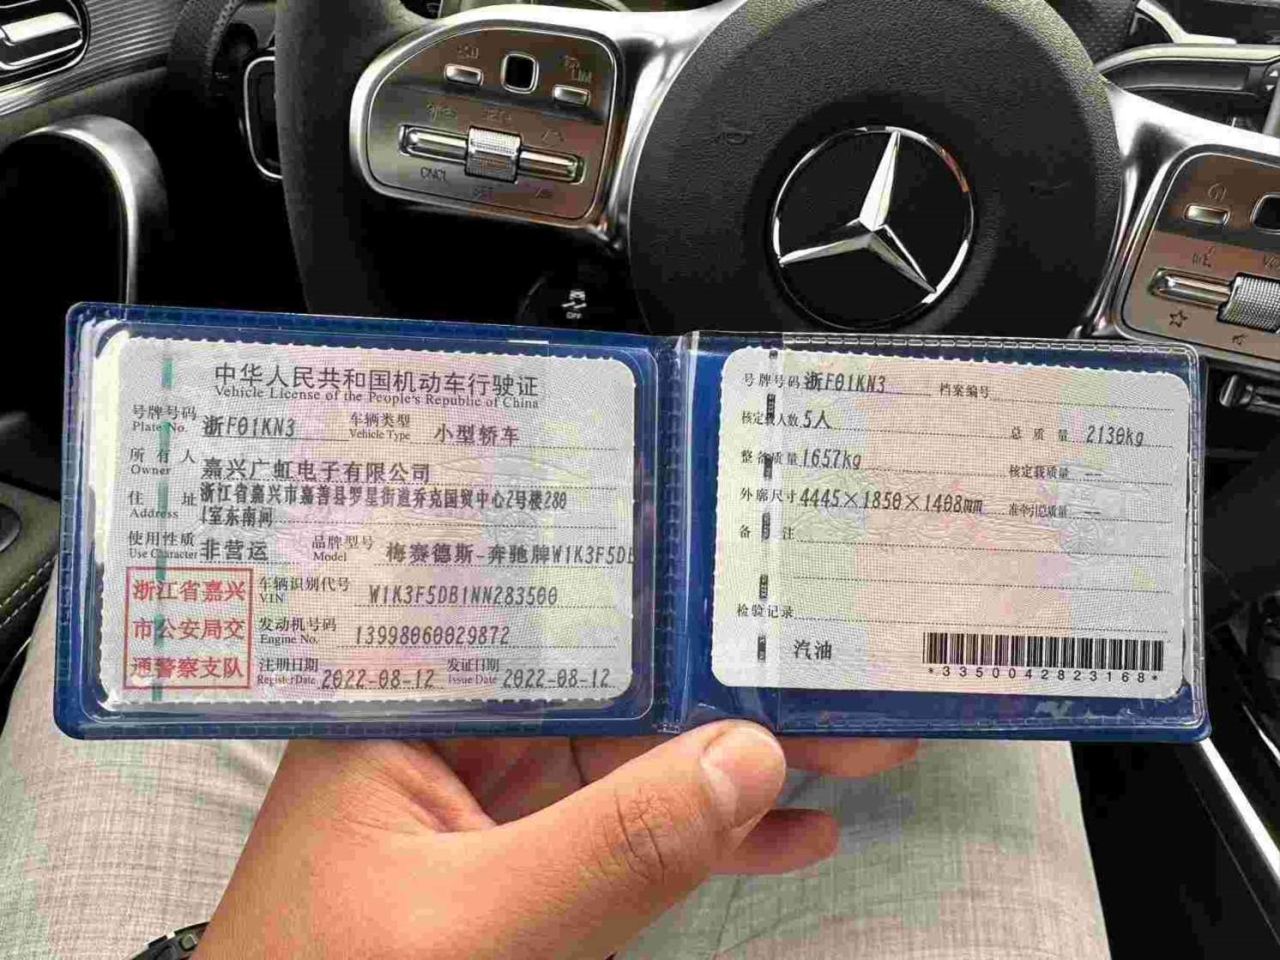 中华人民共和国机动车行驶证
Vehicle License of the People's Republic of China
号牌号码 Plate No. 浙F01KN3 车辆类型 Vehicle Type 小型轿车
所有人 Owner 嘉兴广虹电子有限公司
住址 Address 浙江省嘉兴市嘉善县罗星街道乔克国贸中心2号楼280
1室东南间
使用性质 Use Character 非营运 品牌型号 Model 梅赛德斯-奔驰牌W1K3F5DB
浙江省嘉兴
市公安局交
通警察支队
车辆识别代号 VIN W1K3F5DB1NN283500
发动机号码 Engine No. 13998060029872
注册日期 Register Date 2022-08-12 发证日期 Issue Date 2022-08-12
号牌号码 浙F01KN3 档案编号
核定载人数 5人 总质量 2130kg
整备质量 1657kg 核定载质量 --
外廓尺寸 4445×1850×1408mm 准牵引总质量 --
备注
检验记录
汽油
*3350042823168*
CNCL
LIM
OFF